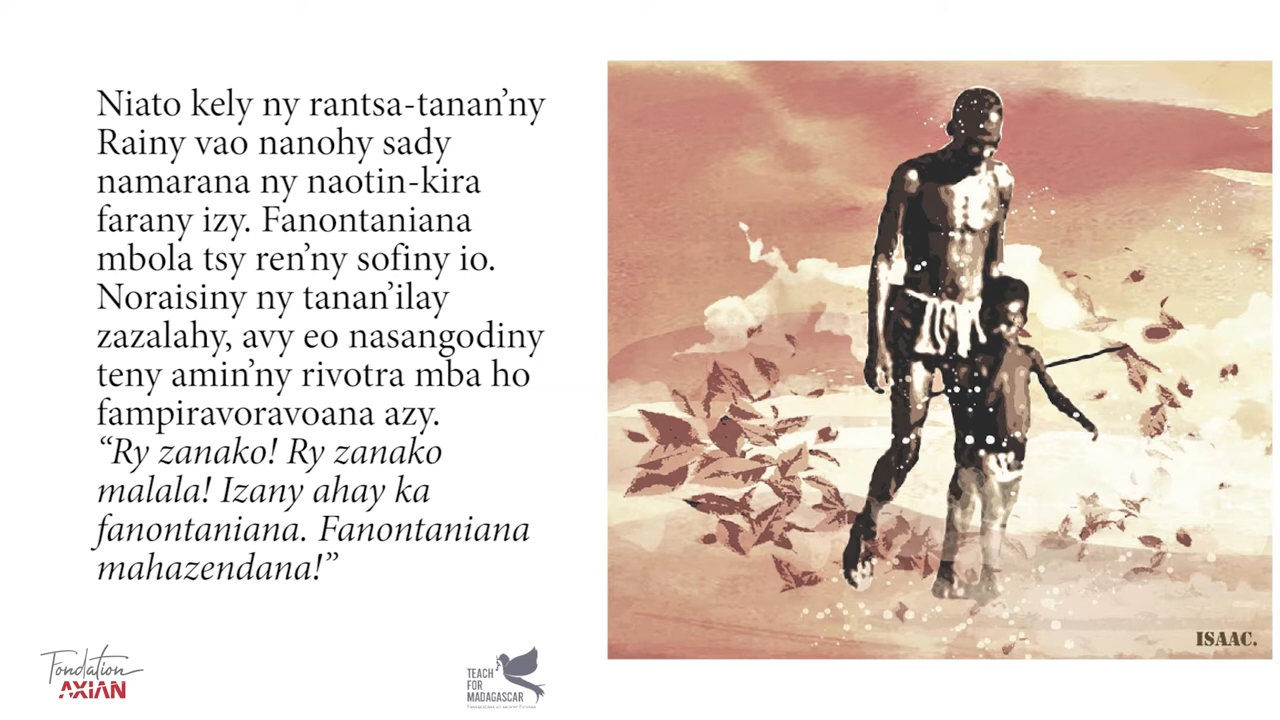 Niato kely ny rantsa-tanan’ny
Rainy vao nanohy sady
namarana ny naotin-kira
farany izy. Fanontaniana
mbola tsy ren’ny sofiny io.
Noraisiny ny tanan’ilay
zazalahy, avy eo nasangodiny
teny amin’ny rivotra mba ho
fampiravoravoana azy.
“Ry zanako! Ry zanako
malala! Izany ahay ka
fanontaniana. Fanontaniana
mahazendana!”
ISAAC.
Fondation
AXIAN
TEACH
FOR
MADAGASCAR